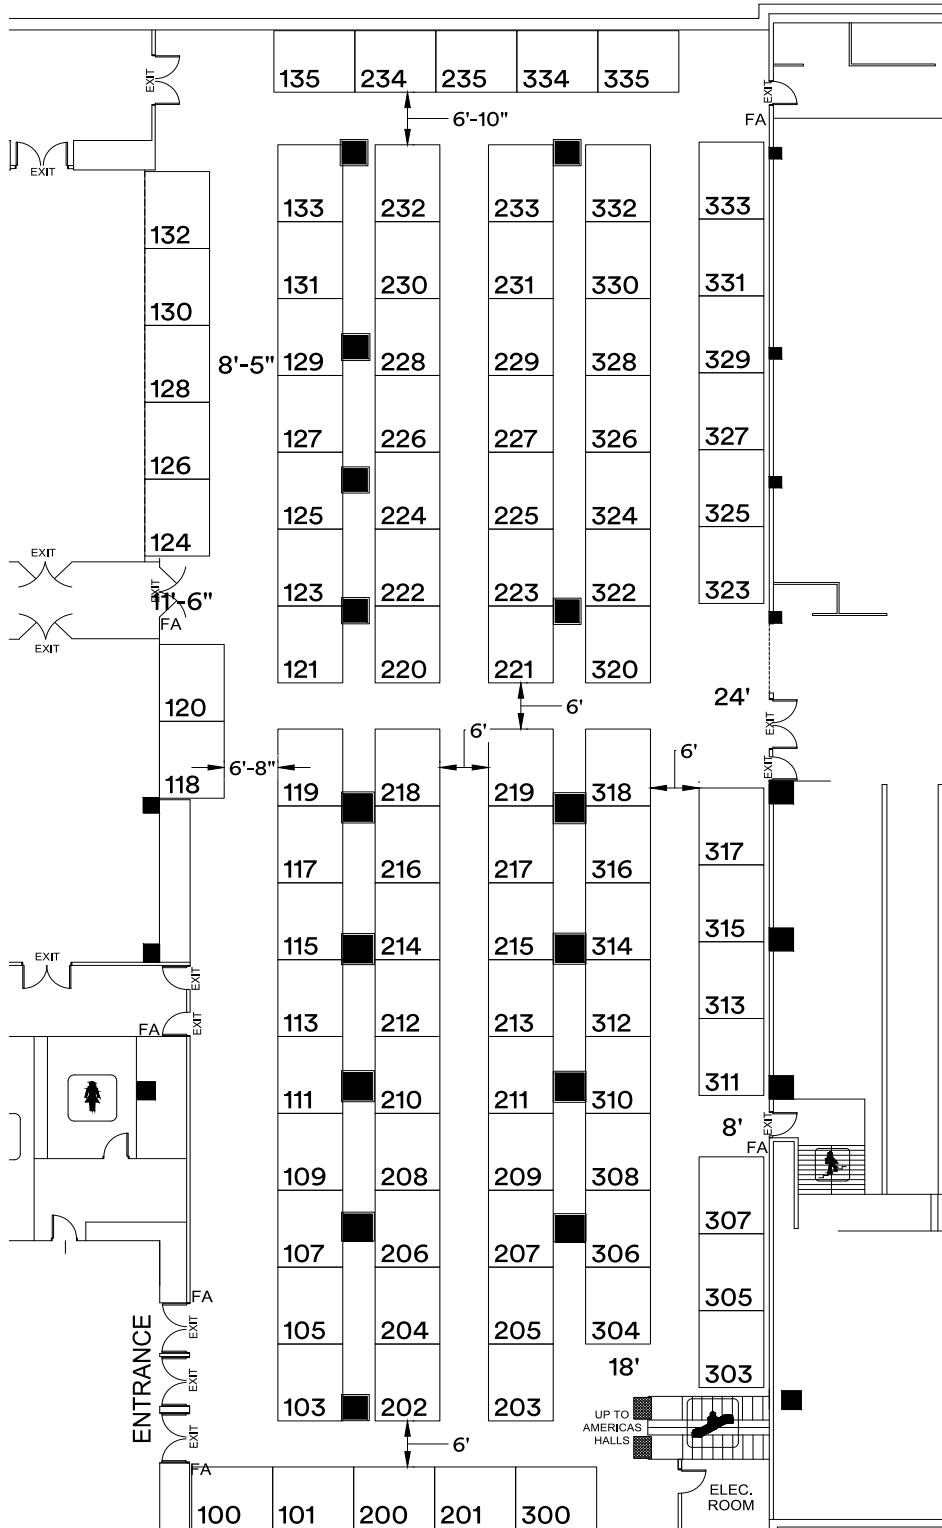 135 234 235 334 335
EXIT
EXIT
6'-10"
FA
EXIT
133 232 233 332 333
132
131 230 231 330 331
130
8'-5"
129 228 229 328 329
128
127 226 227 326 327
126
125 224 225 324 325
124
EXIT
EXIT
11'-6"
123 222 223 322 323
FA
EXIT
121 220 221 320
120
24'
6'
EXIT
6'
6'
EXIT
6'-8"
118
119 218 219 318
117 216 217 316 317
115 214 215 314 315
EXIT
EXIT
113 212 213 312 313
FA
EXIT
111 210 211 310 311
8'
EXIT
FA
109 208 209 308
107 206 207 306 307
FA
105 204 205 304 305
EXIT
ENTRANCE
EXIT
18'
303
103 202 203
UP TO
AMERICAS
HALLS
EXIT
6'
FA
ELEC.
ROOM
100 101 200 201 300